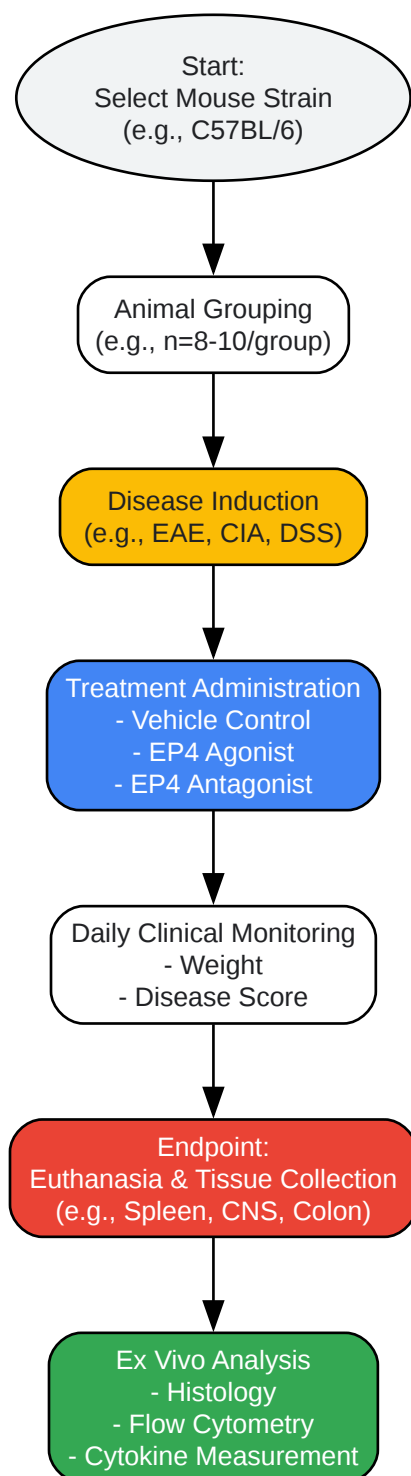 Start:
Select Mouse Strain
(e.g., C57BL/6)
Animal Grouping
(e.g., n=8-10/group)
Disease Induction
(e.g., EAE, CIA, DSS)
Treatment Administration
- Vehicle Control
- EP4 Agonist
- EP4 Antagonist
Daily Clinical Monitoring
- Weight
- Disease Score
Endpoint:
Euthanasia & Tissue Collection
(e.g., Spleen, CNS, Colon)
Ex Vivo Analysis
- Histology
- Flow Cytometry
- Cytokine Measurement